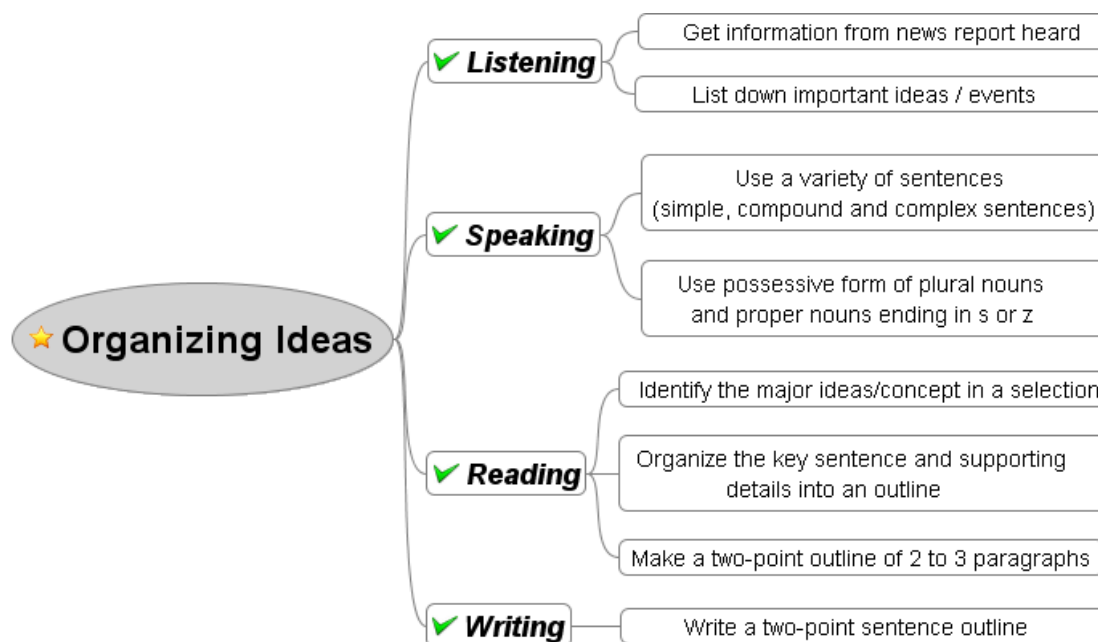 Organizing Ideas
Listening
Get information from news report heard
List down important ideas / events
Speaking
Use a variety of sentences
(simple, compound and complex sentences)
Use possessive form of plural nouns
and proper nouns ending in s or z
Reading
Identify the major ideas/concept in a selection
Organize the key sentence and supporting
details into an outline
Make a two-point outline of 2 to 3 paragraphs
Writing
Write a two-point sentence outline